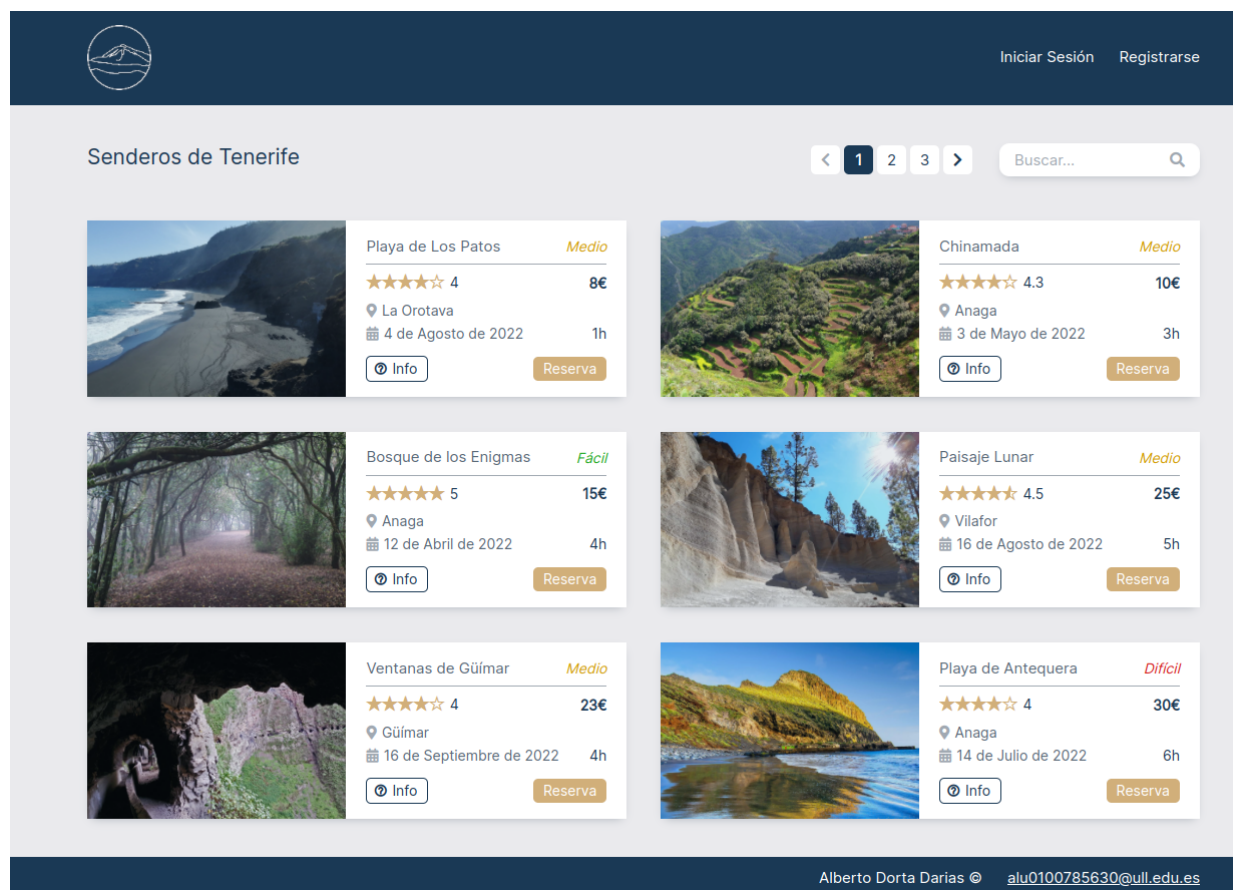 Iniciar Sesión Registrarse
Senderos de Tenerife
1 2 3
Buscar...
Playa de Los Patos Medio
4 8€
La Orotava
4 de Agosto de 2022 1h
Info Reserva
Chinamada Medio
4.3 10€
Anaga
3 de Mayo de 2022 3h
Info Reserva
Bosque de los Enigmas Fácil
5 15€
Anaga
12 de Abril de 2022 4h
Info Reserva
Paisaje Lunar Medio
4.5 25€
Vilafor
16 de Agosto de 2022 5h
Info Reserva
Ventanas de Güímar Medio
4 23€
Güímar
16 de Septiembre de 2022 4h
Info Reserva
Playa de Antequera Difícil
4 30€
Anaga
14 de Julio de 2022 6h
Info Reserva
Alberto Dorta Darias © alu0100785630@ull.edu.es